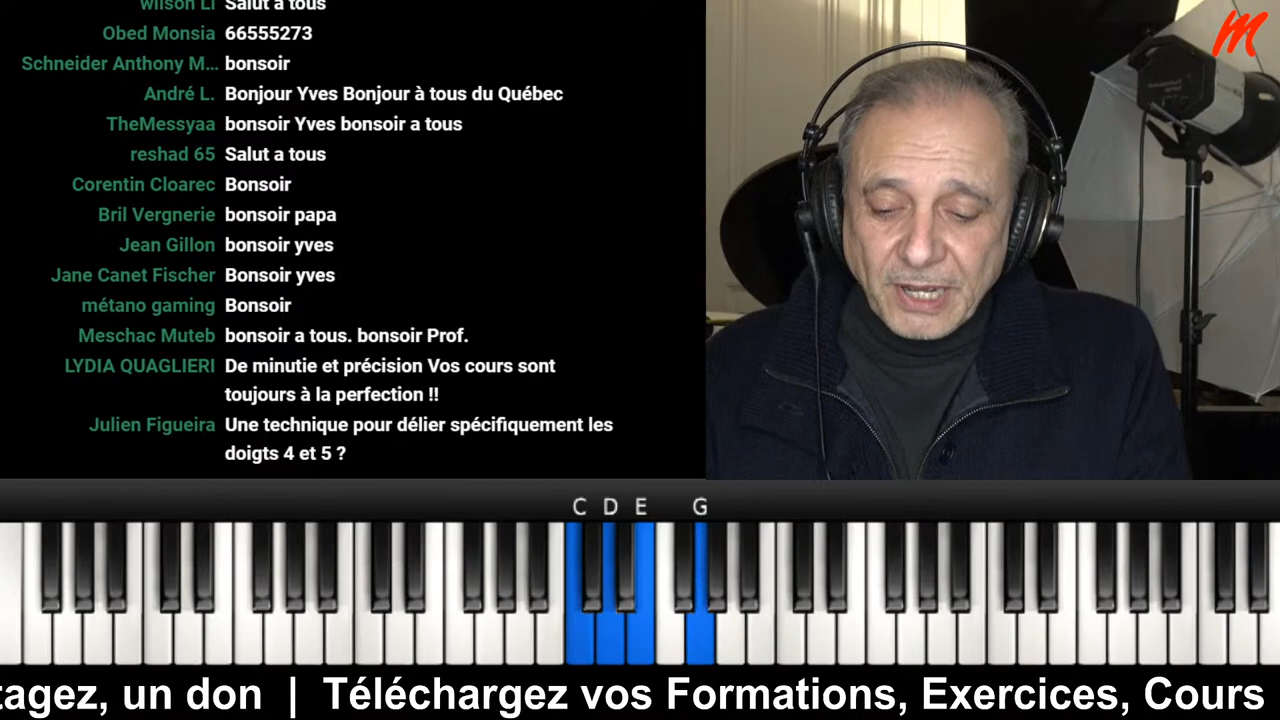 wilson Li Salut a tous
Obed Monsia 66555273
Schneider Anthony M... bonsoir
André L. Bonjour Yves Bonjour à tous du Québec
TheMessyaa bonsoir Yves bonsoir a tous
reshad 65 Salut a tous
Corentin Cloarec Bonsoir
Bril Vergnerie bonsoir papa
Jean Gillon bonsoir yves
Jane Canet Fischer Bonsoir yves
métano gaming Bonsoir
Meschac Muteb bonsoir a tous. bonsoir Prof.
LYDIA QUAGLIERI De minutie et précision Vos cours sont
toujours à la perfection !!
Julien Figueira Une technique pour délier spécifiquement les
doigts 4 et 5 ?
M
C D E G
tagez, un don | Téléchargez vos Formations, Exercices, Cours